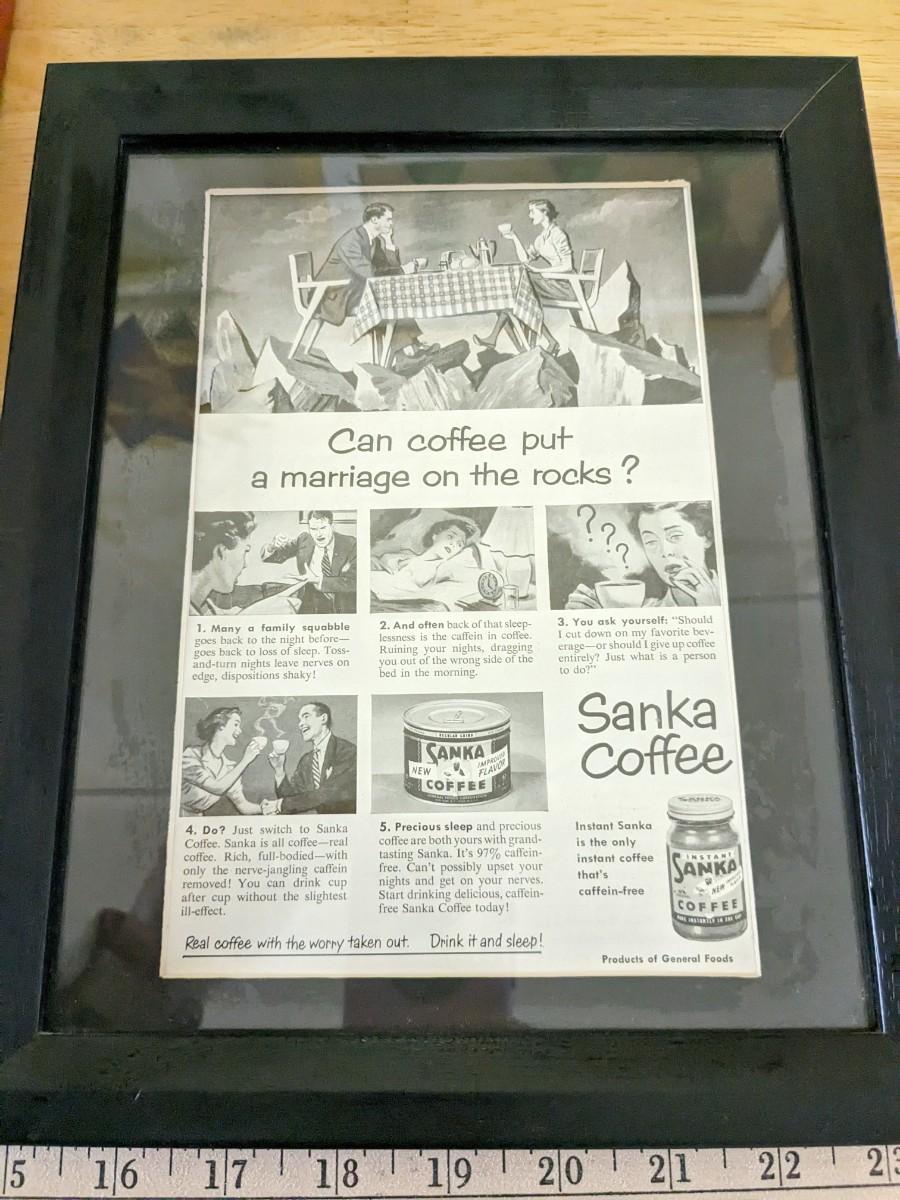 Can coffee put
a marriage on the rocks?
? ? ?
1. Many a family squabble
goes back to the night before—
goes back to loss of sleep. Toss-
and-turn nights leave nerves on
edge, dispositions shaky!
2. And often back of that sleep-
lessness is the caffein in coffee.
Ruining your nights, dragging
you out of the wrong side of the
bed in the morning.
3. You ask yourself: "Should
I cut down on my favorite bev-
erage—or should I give up coffee
entirely? Just what is a person
to do?"
REGULAR GRIND
SANKA
NEW IMPROVED FLAVOR
COFFEE
Sanka
Coffee
4. Do? Just switch to Sanka
Coffee. Sanka is all coffee—real
coffee. Rich, full-bodied—with
only the nerve-jangling caffein
removed! You can drink cup
after cup without the slightest
ill-effect.
5. Precious sleep and precious
coffee are both yours with grand-
tasting Sanka. It's 97% caffein-
free. Can't possibly upset your
nights and get on your nerves.
Start drinking delicious, caffein-
free Sanka Coffee today!
Instant Sanka
is the only
instant coffee
that's
caffein-free
SANKA
INSTANT
SANKA
NEW
COFFEE
MADE INSTANTLY IN THE CUP
Real coffee with the worry taken out. Drink it and sleep!
Products of General Foods
5 16 17 18 19 20 21 22 23